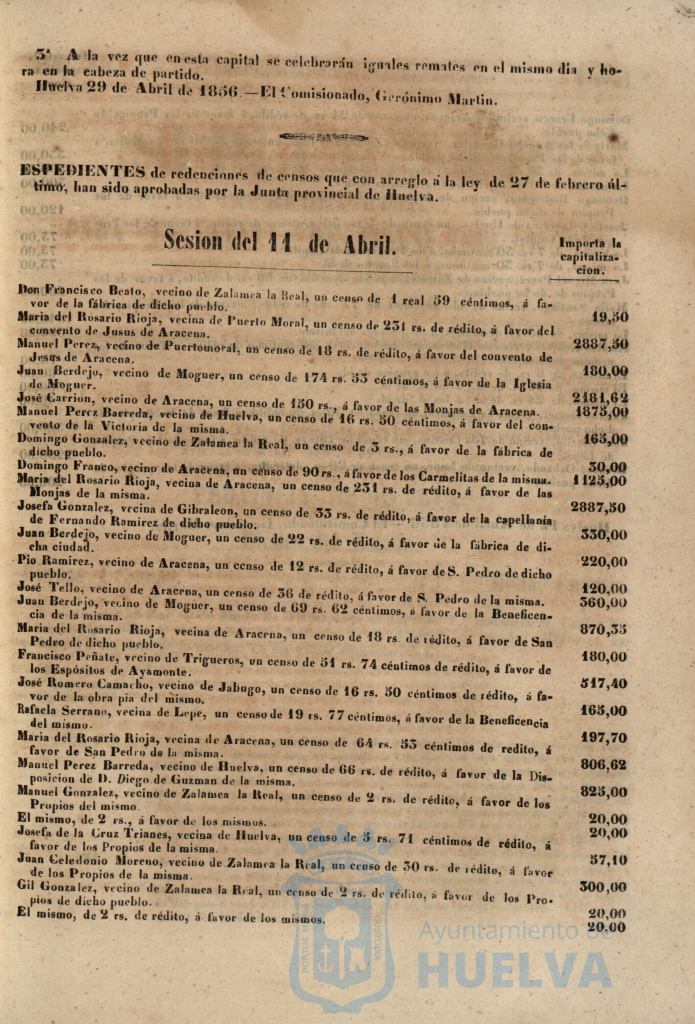 3ª A la vez que en esta capital se celebrarán iguales remates en el mismo dia y ho-
ra en la cabeza de partido.
Huelva 29 de Abril de 1856.—El Comisionado, Gerónimo Martin.
ESPEDIENTES de redenciones de censos que con arreglo á la ley de 27 de febrero úl-
timo, han sido aprobadas por la Junta provincial de Huelva.
Sesion del 11 de Abril.
Importa la
capitaliza-
cion.
Don Francisco Beato, vecino de Zalamea la Real, un censo de 1 real 59 céntimos, á fa-
vor de la fábrica de dicho pueblo. 19,50
Maria del Rosario Rioja, vecina de Puerto Moral, un censo de 231 rs. de rédito, á favor del
convento de Jusus de Aracena. 2887,50
Manuel Perez, vecino de Puertomoral, un censo de 18 rs. de rédito, á favor del convento de
Jesus de Aracena. 180,00
Juan Berdejo, vecino de Moguer, un censo de 174 rs. 53 céntimos, á favor de la Iglesia
de Moguer. 2181,62
José Carrion, vecino de Aracena, un censo de 150 rs., á favor de las Monjas de Aracena. 1875,00
Manuel Perez Barreda, vecino de Huelva, un censo de 16 rs. 50 céntimos, á favor del con-
vento de la Victoria de la misma. 165,00
Domingo Gonzalez, vecino de Zalamea la Real, un censo de 3 rs., á favor de la fábrica de
dicho pueblo. 30,00
Domingo Franco, vecino de Aracena, un censo de 90 rs., á favor de los Carmelitas de la misma. 1125,00
Maria del Rosario Rioja, vecina de Aracena, un censo de 231 rs. de rédito, á favor de las
Monjas de la misma. 2887,50
Josefa Gonzalez, vecina de Gibraleon, un censo de 33 rs. de rédito, á favor de la capellanía
de Fernando Ramirez de dicho pueblo. 330,00
Juan Berdejo, vecino de Moguer, un censo de 22 rs. de rédito, á favor de la fábrica de di-
cha ciudad. 220,00
Pio Ramirez, vecino de Aracena, un censo de 12 rs. de rédito, á favor de S. Pedro de dicho
pueblo. 120,00
José Tello, vecino de Aracena, un censo de 36 de rédito, á favor de S. Pedro de la misma. 360,00
Juan Berdejo, vecino de Moguer, un censo de 69 rs. 62 céntimos, á favor de la Beneficen-
cia de la misma. 870,35
Maria del Rosario Rioja, vecina de Aracena, un censo de 18 rs. de rédito, á favor de San
Pedro de dicho pueblo. 180,00
Francisco Peñate, vecino de Trigueros, un censo de 51 rs. 74 céntimos de rédito, á favor de
los Espósitos de Ayamonte. 517,40
José Romero Camacho, vecino de Jabugo, un censo de 16 rs. 50 céntimos de rédito, á fa-
vor de la obra pia del mismo. 165,00
Rafaela Serrano, vecina de Lepe, un censo de 19 rs. 77 céntimos, á favor de la Beneficencia
del mismo. 197,70
Maria del Rosario Rioja, vecina de Aracena, un censo de 64 rs. 53 céntimos de redito, á
favor de San Pedro de la misma. 806,62
Manuel Perez Barreda, vecino de Huelva, un censo de 66 rs. de rédito, á favor de la Dis-
posicion de D. Diego de Guzman de la misma. 825,00
Manuel Gonzalez, vecino de Zalamea la Real, un censo de 2 rs. de rédito, á favor de los
Propios del mismo. 20,00
El mismo, de 2 rs., á favor de los mismos. 20,00
Josefa de la Cruz Trianes, vecina de Huelva, un censo de 5 rs. 71 céntimos de rédito, á
favor de los Propios de la misma. 57,10
Juan Celedonio Moreno, vecino de Zalamea la Real, un censo de 30 rs. de rédito, á favor
de los Propios de la misma. 300,00
Gil Gonzalez, vecino de Zalamea la Real, un censo de 2 rs. de rédito, á favor de los Pro-
pios de dicho pueblo. 20,00
El mismo, de 2 rs. de rédito, á favor de los mismos. 20,00
Ayuntamiento de
HUELVA